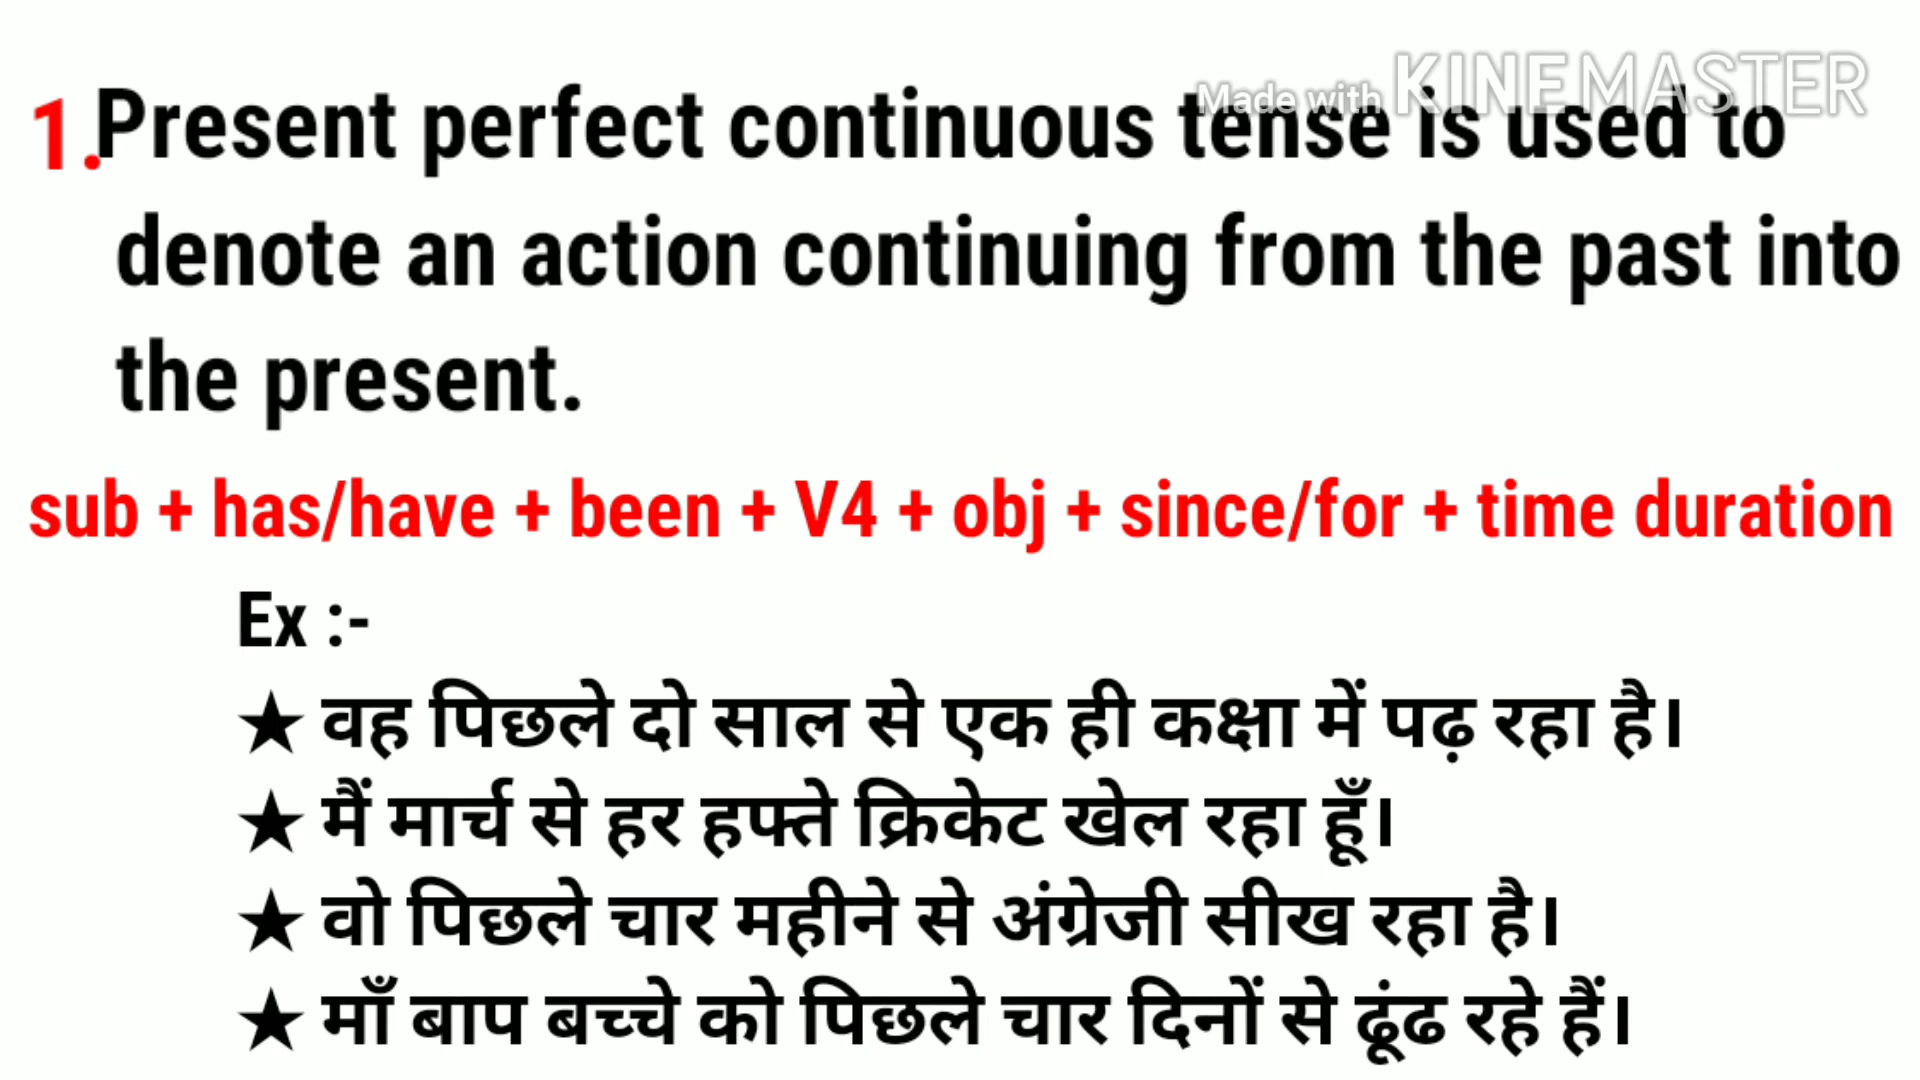 Made with KINEMASTER
1. Present perfect continuous tense is used to
denote an action continuing from the past into
the present.
sub + has/have + been + V4 + obj + since/for + time duration
Ex :-
★ वह पिछले दो साल से एक ही कक्षा में पढ़ रहा है।
★ मैं मार्च से हर हफ्ते क्रिकेट खेल रहा हूँ।
★ वो पिछले चार महीने से अंग्रेजी सीख रहा है।
★ माँ बाप बच्चे को पिछले चार दिनों से ढूंढ रहे हैं।